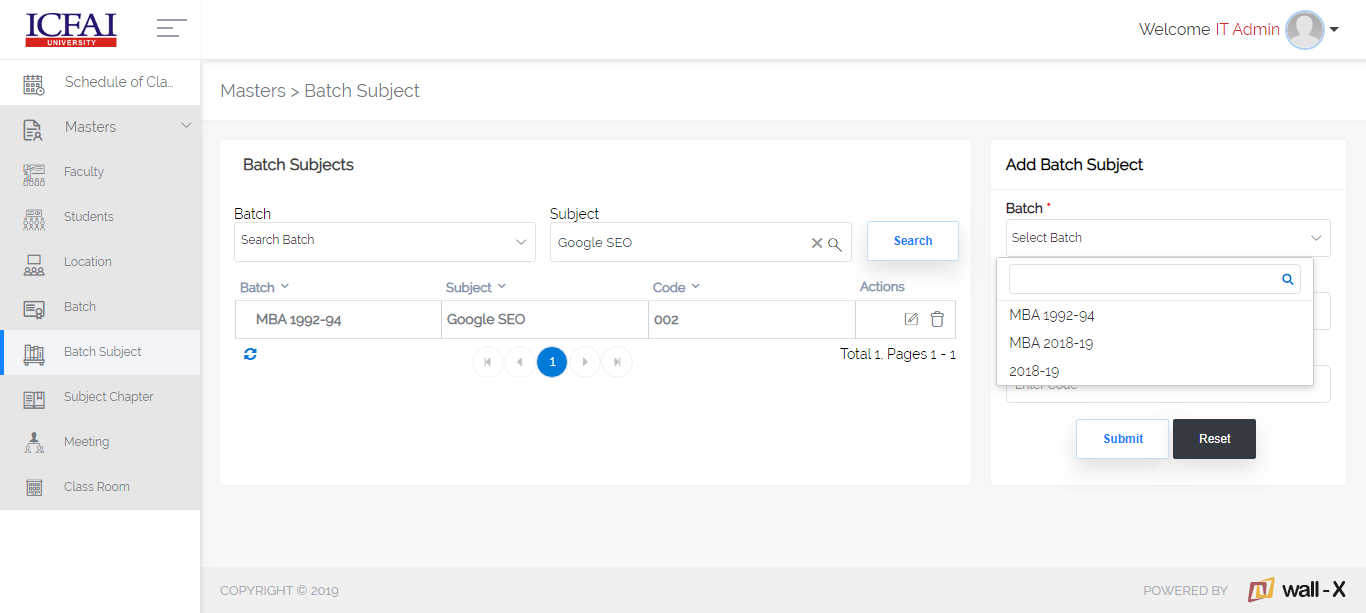 ICFAI
UNIVERSITY
Welcome IT Admin
Schedule of Cla...
Masters
Faculty
Students
Location
Batch
Batch Subject
Subject Chapter
Meeting
Class Room
Masters > Batch Subject
Batch Subjects
Batch
Subject
Search Batch
Google SEO
Search
Batch
Subject
Code
Actions
MBA 1992-94
Google SEO
002
1
Total 1, Pages 1 - 1
Add Batch Subject
Batch *
Select Batch
MBA 1992-94
MBA 2018-19
2018-19
Enter Code
Submit
Reset
COPYRIGHT © 2019
POWERED BY
wall-X